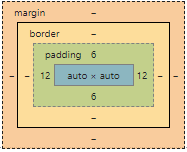 margin –
border –
padding 6
– – 12 auto × auto 12 – –
6
–
–